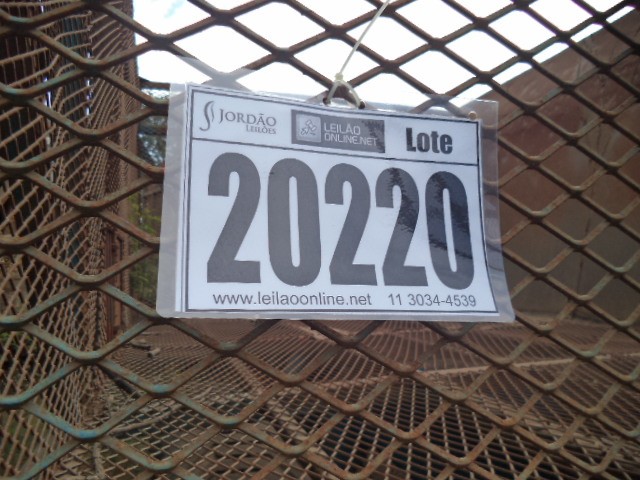 JORDÃO
LEILÕES
LEILÃO
ONLINE.NET
Lote
20220
www.leilaoonline.net 11 3034-4539